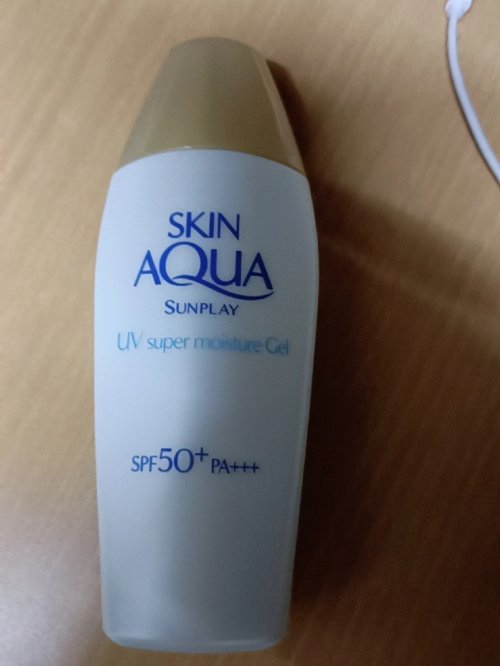 SKIN
AQUA
SUNPLAY
UV super moisture Gel
SPF50+ PA+++